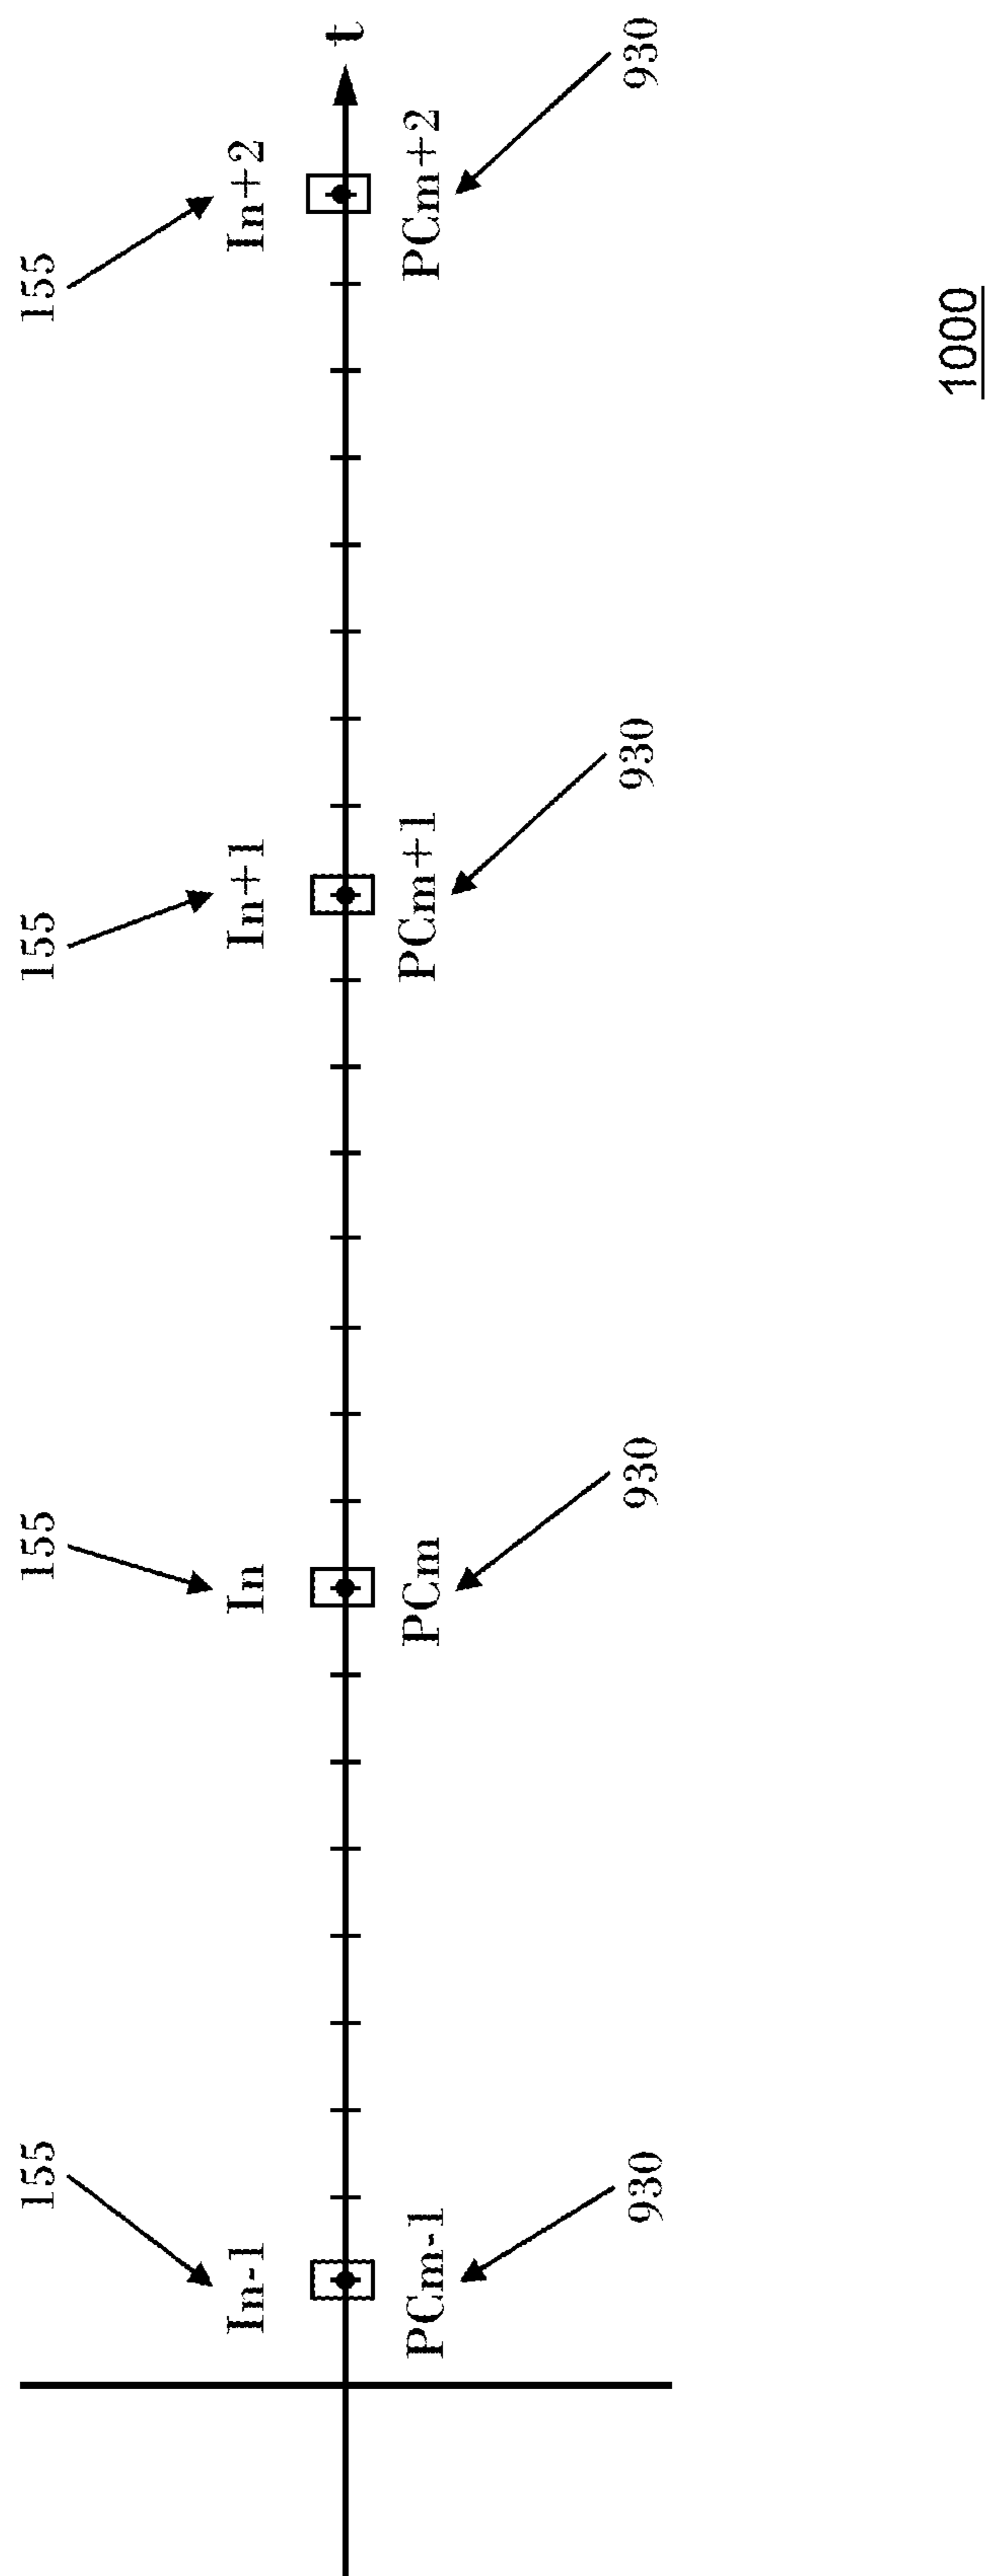 155 155 155 155
In-1 In In+1 In+2
t
PCm-1 PCm PCm+1 PCm+2
930 930 930 930
1000